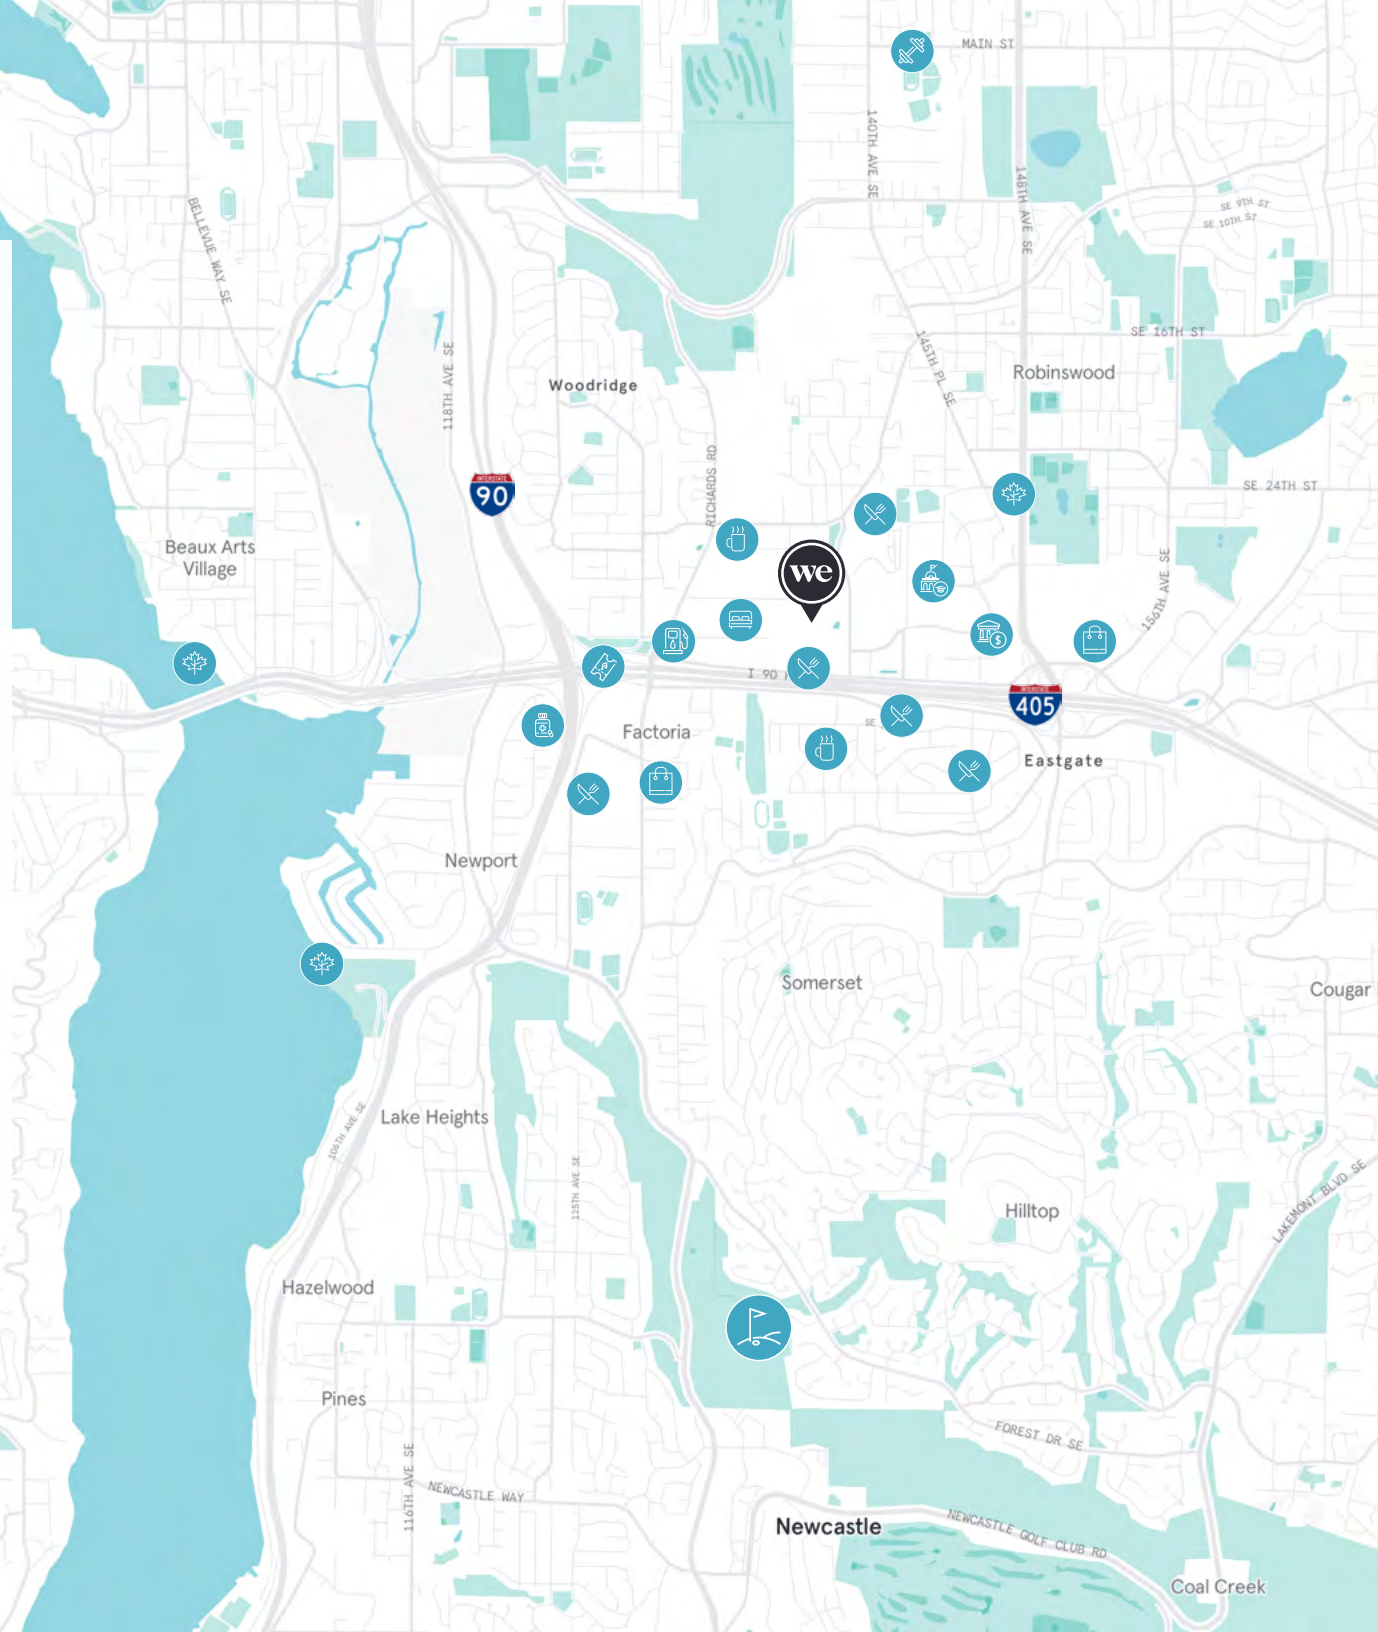 MAIN ST
140TH AVE SE
148TH AVE SE
BELLEVUE WAY SE
SE 9TH ST
SE 10TH ST
SE 16TH ST
118TH AVE SE
145TH PL SE
Robinswood
Woodridge
RICHARDS RD
INTERSTATE
90
SE 24TH ST
Beaux Arts
Village
we
156TH AVE SE
$
I 90
INTERSTATE
405
SE
Factoria
Eastgate
Newport
Somerset
Cougar
106TH AVE SE
Lake Heights
125TH AVE SE
LAKEMONT BLVD SE
Hilltop
Hazelwood
Pines
FOREST DR SE
116TH AVE SE
NEWCASTLE WAY
Newcastle
NEWCASTLE GOLF CLUB RD
Coal Creek